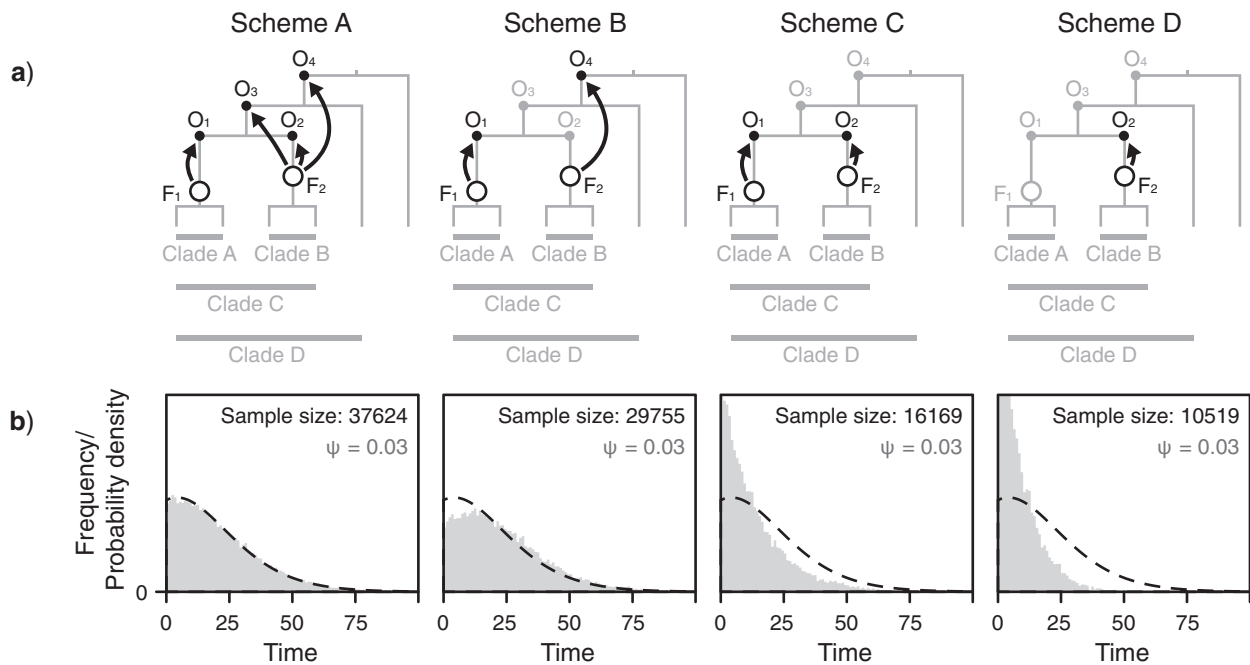 Scheme A
Scheme B
Scheme C
Scheme D
a)
O4
O3
O1
O2
F1
F2
Clade A
Clade B
Clade C
Clade D
O4
O3
O1
O2
F1
F2
Clade A
Clade B
Clade C
Clade D
O4
O3
O1
O2
F1
F2
Clade A
Clade B
Clade C
Clade D
O4
O3
O1
O2
F1
F2
Clade A
Clade B
Clade C
Clade D
b)
Frequency/
Probability density
0
Sample size: 37624
ψ = 0.03
0 25 50 75
Time
Sample size: 29755
ψ = 0.03
0 25 50 75
Time
Sample size: 16169
ψ = 0.03
0 25 50 75
Time
Sample size: 10519
ψ = 0.03
0 25 50 75
Time